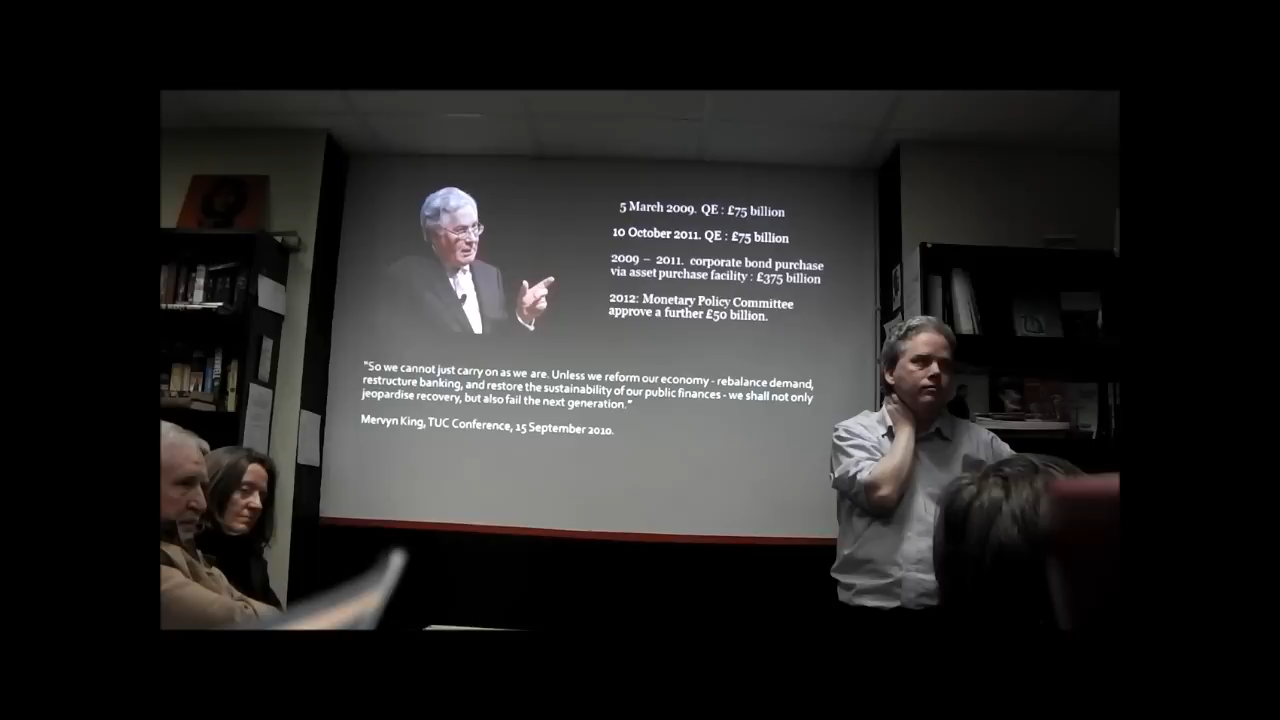 5 March 2009. QE : £75 billion
10 October 2011. QE : £75 billion
2009 – 2011. corporate bond purchase
via asset purchase facility : £375 billion
2012: Monetary Policy Committee
approve a further £50 billion.
"So we cannot just carry on as we are. Unless we reform our economy - rebalance demand,
restructure banking, and restore the sustainability of our public finances - we shall not only
jeopardise recovery, but also fail the next generation."
Mervyn King, TUC Conference, 15 September 2010.